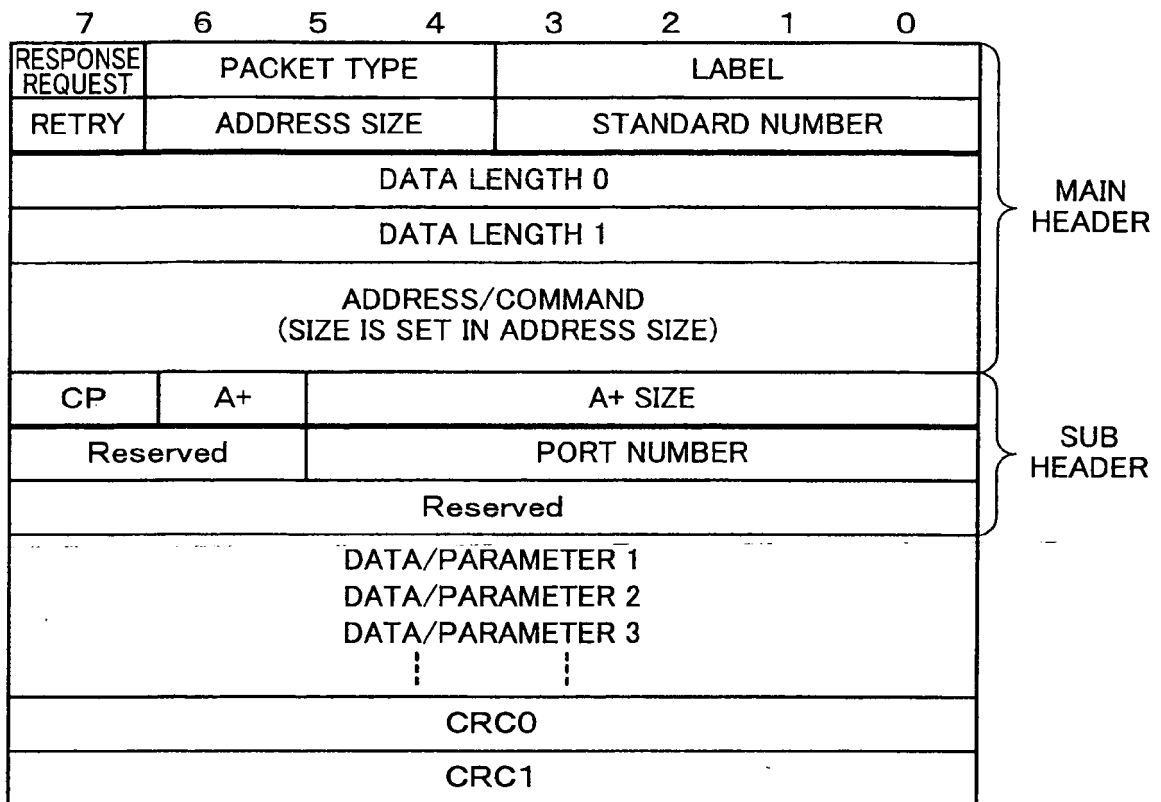 7 6 5 4 3 2 1 0
RESPONSE
REQUEST
PACKET TYPE
LABEL
RETRY
ADDRESS SIZE
STANDARD NUMBER
DATA LENGTH 0
DATA LENGTH 1
ADDRESS/COMMAND
(SIZE IS SET IN ADDRESS SIZE)
MAIN
HEADER
CP
A+
A+ SIZE
Reserved
PORT NUMBER
Reserved
SUB
HEADER
DATA/PARAMETER 1
DATA/PARAMETER 2
DATA/PARAMETER 3
CRC0
CRC1